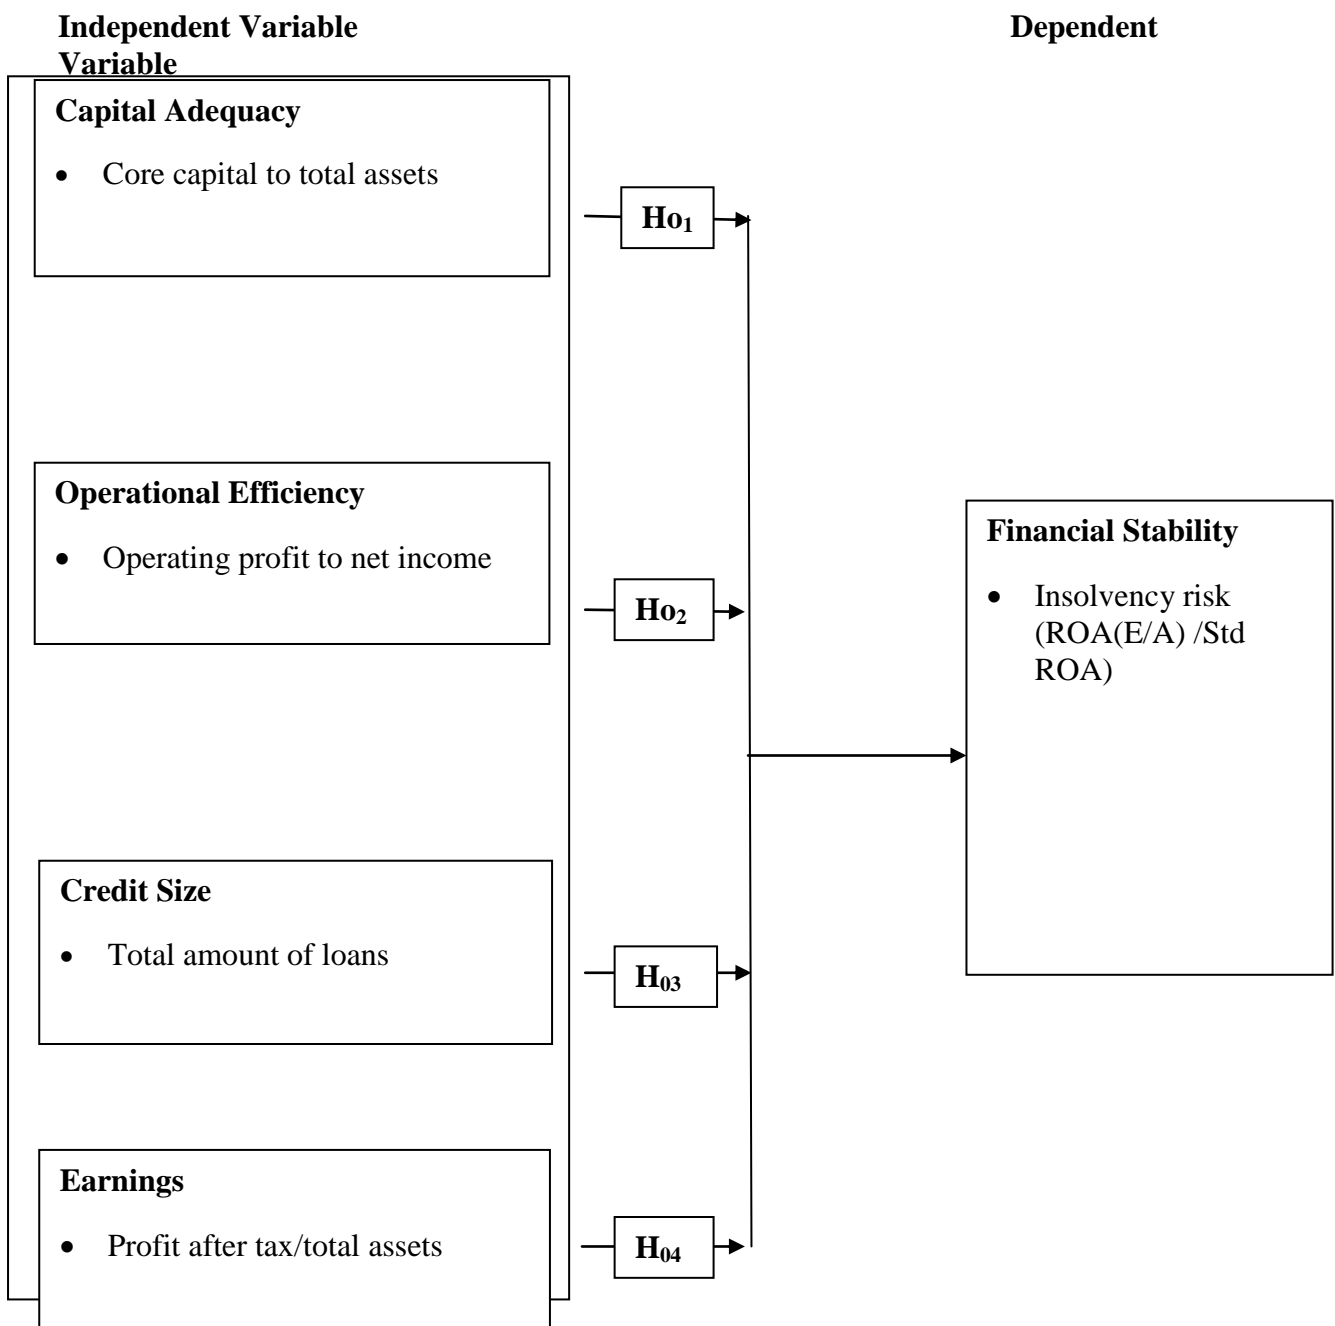 Independent Variable Dependent
Variable
Capital Adequacy
• Core capital to total assets
Ho1
Operational Efficiency
• Operating profit to net income
Ho2
Financial Stability
• Insolvency risk
(ROA(E/A) /Std
ROA)
Credit Size
• Total amount of loans
H03
Earnings
• Profit after tax/total assets
H04